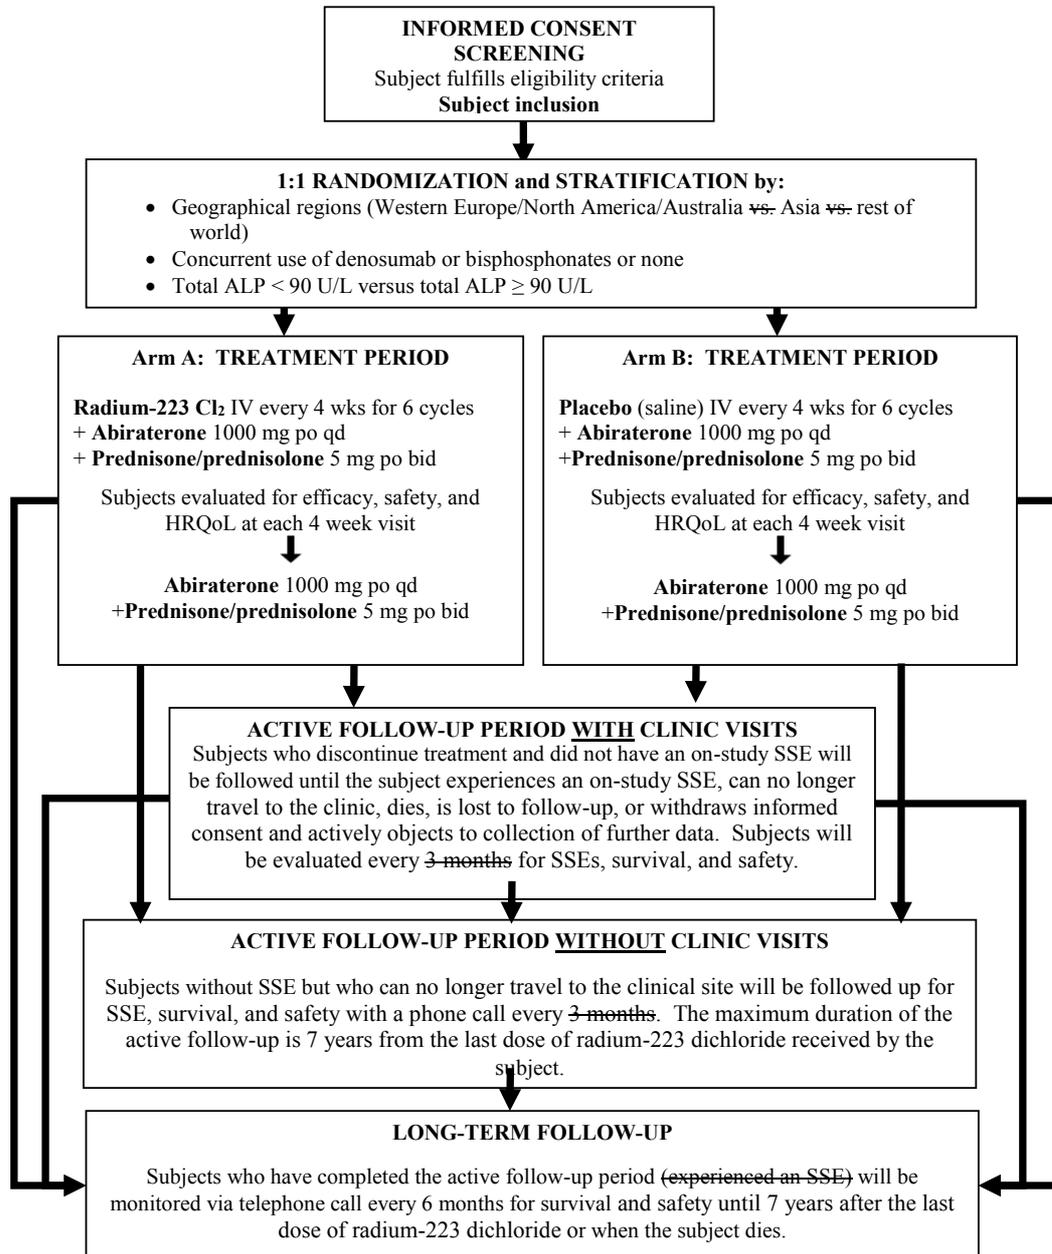 INFORMED CONSENT
SCREENING
Subject fulfills eligibility criteria
Subject inclusion
1:1 RANDOMIZATION and STRATIFICATION by:
• Geographical regions (Western Europe/North America/Australia vs. Asia vs. rest of
world)
• Concurrent use of denosumab or bisphosphonates or none
• Total ALP < 90 U/L versus total ALP ≥ 90 U/L
Arm A: TREATMENT PERIOD
Radium-223 Cl₂ IV every 4 wks for 6 cycles
+ Abiraterone 1000 mg po qd
+ Prednisone/prednisolone 5 mg po bid
Subjects evaluated for efficacy, safety, and
HRQoL at each 4 week visit
Abiraterone 1000 mg po qd
+Prednisone/prednisolone 5 mg po bid
Arm B: TREATMENT PERIOD
Placebo (saline) IV every 4 wks for 6 cycles
+ Abiraterone 1000 mg po qd
+Prednisone/prednisolone 5 mg po bid
Subjects evaluated for efficacy, safety, and
HRQoL at each 4 week visit
Abiraterone 1000 mg po qd
+Prednisone/prednisolone 5 mg po bid
ACTIVE FOLLOW-UP PERIOD WITH CLINIC VISITS
Subjects who discontinue treatment and did not have an on-study SSE will
be followed until the subject experiences an on-study SSE, can no longer
travel to the clinic, dies, is lost to follow-up, or withdraws informed
consent and actively objects to collection of further data. Subjects will
be evaluated every 3 months for SSEs, survival, and safety.
ACTIVE FOLLOW-UP PERIOD WITHOUT CLINIC VISITS
Subjects without SSE but who can no longer travel to the clinical site will be followed up for
SSE, survival, and safety with a phone call every 3 months. The maximum duration of the
active follow-up is 7 years from the last dose of radium-223 dichloride received by the
subject.
LONG-TERM FOLLOW-UP
Subjects who have completed the active follow-up period (experienced an SSE) will be
monitored via telephone call every 6 months for survival and safety until 7 years after the last
dose of radium-223 dichloride or when the subject dies.